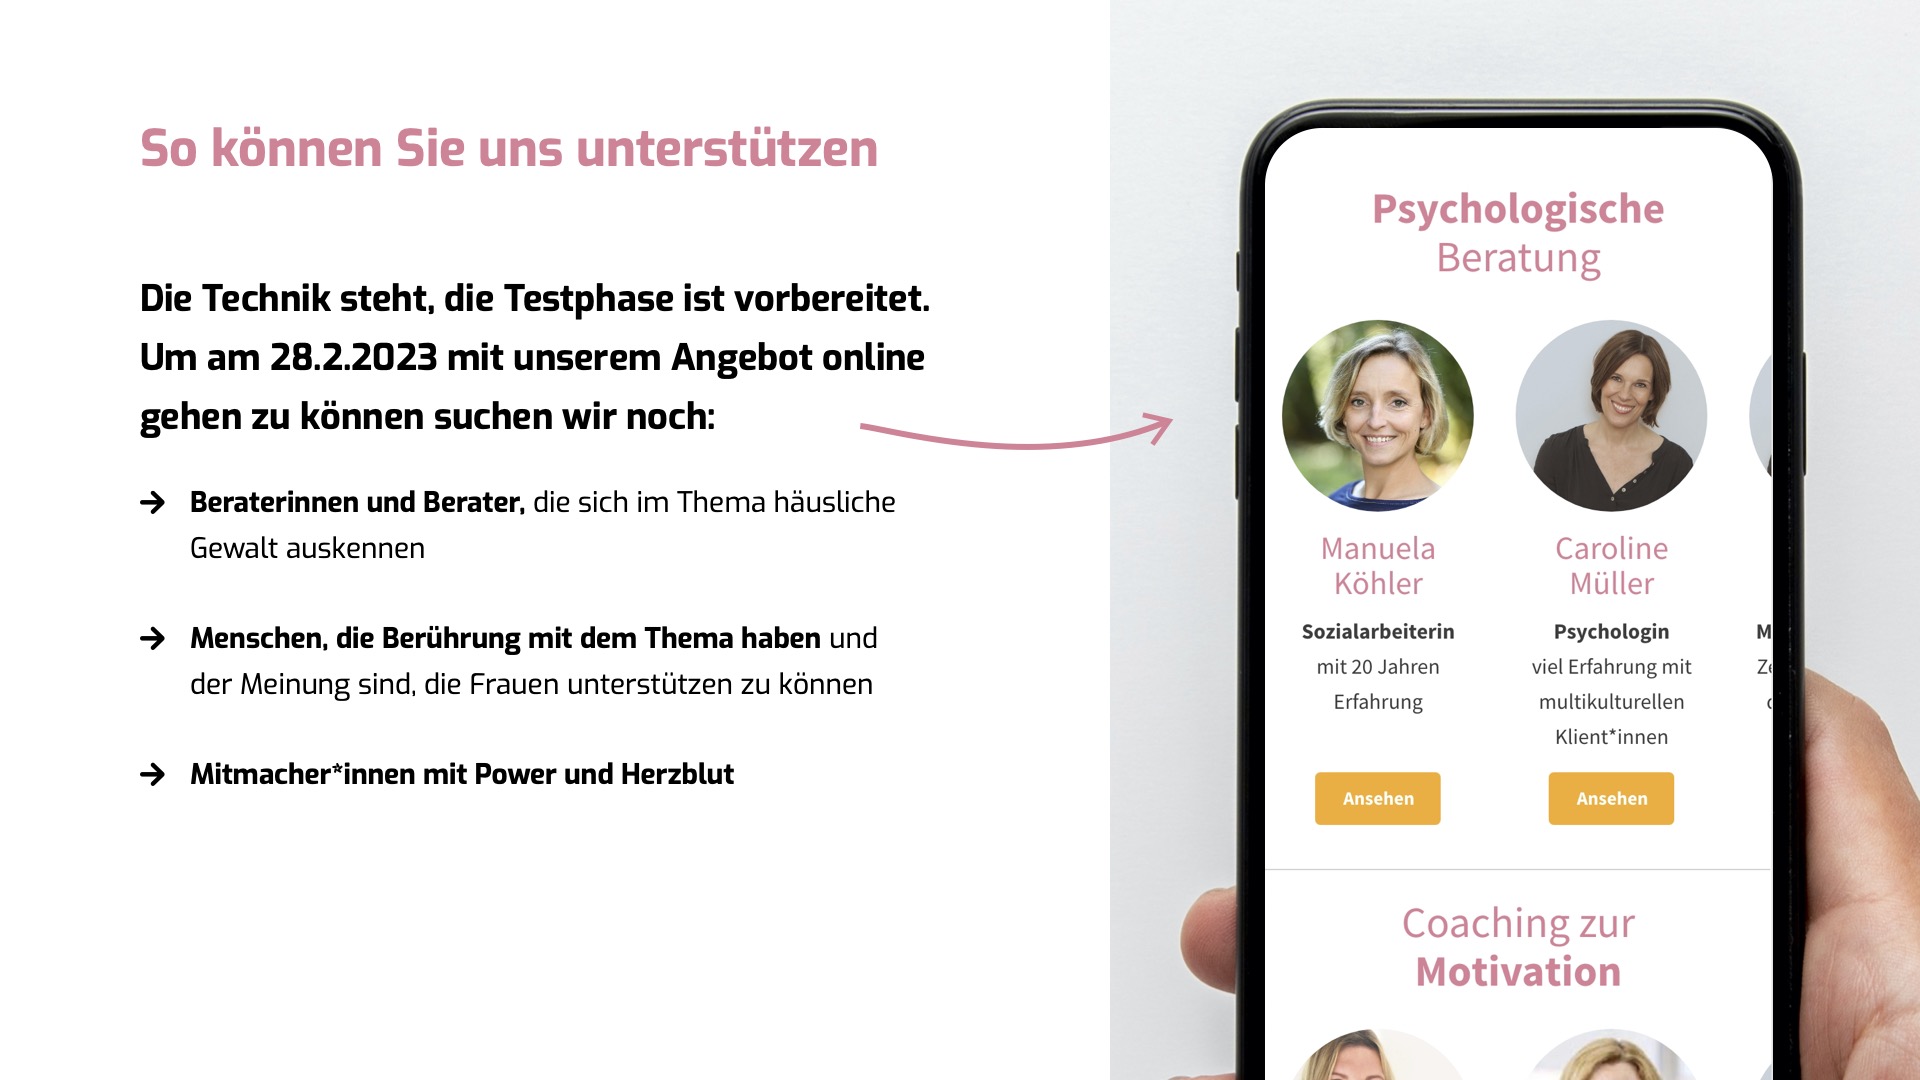 So können Sie uns unterstützen
Die Technik steht, die Testphase ist vorbereitet.
Um am 28.2.2023 mit unserem Angebot online
gehen zu können suchen wir noch:
Beraterinnen und Berater, die sich im Thema häusliche
Gewalt auskennen
Menschen, die Berührung mit dem Thema haben und
der Meinung sind, die Frauen unterstützen zu können
Mitmacher*innen mit Power und Herzblut
Psychologische
Beratung
Manuela
Köhler
Sozialarbeiterin
mit 20 Jahren
Erfahrung
Ansehen
Caroline
Müller
Psychologin
viel Erfahrung mit
multikulturellen
Klient*innen
Ansehen
Coaching zur
Motivation